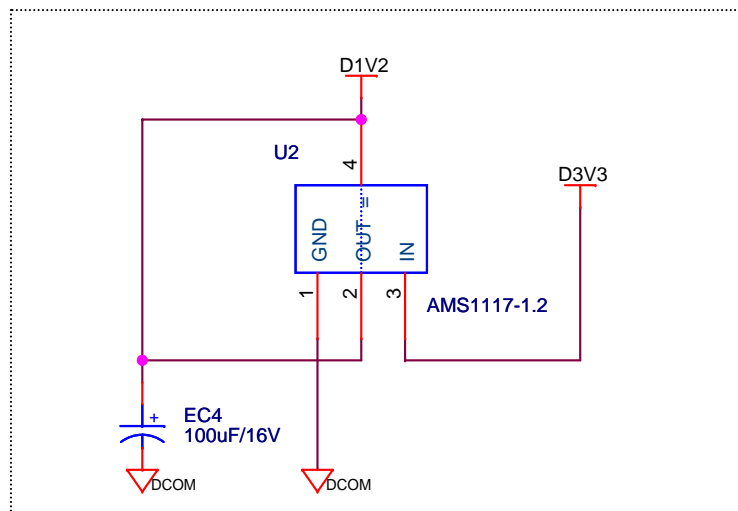 D1V2
U2
4
D3V3
GND
OUT =
IN
1
2
3
AMS1117-1.2
+
EC4
100uF/16V
DCOM
DCOM